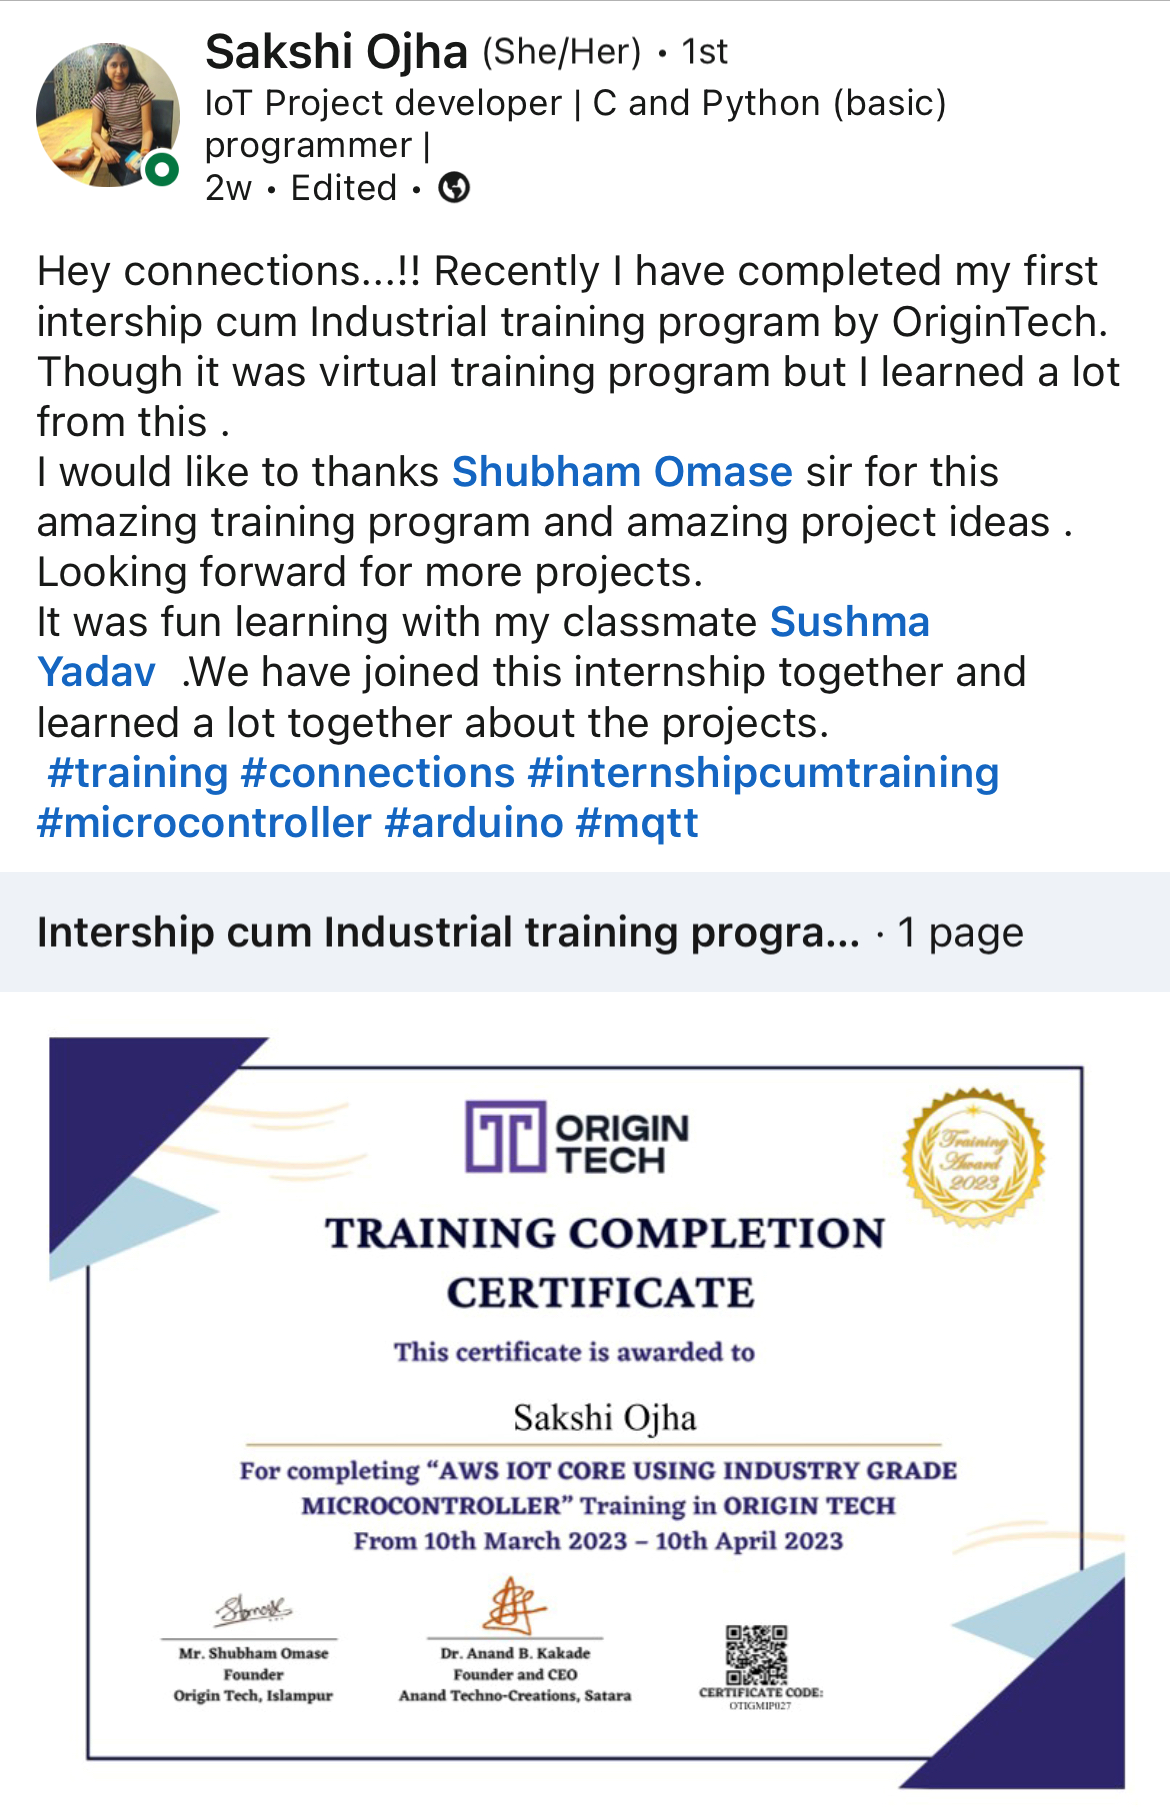 Sakshi Ojha (She/Her) • 1st
IoT Project developer | C and Python (basic)
programmer |
2w • Edited •
Hey connections...!! Recently I have completed my first
intership cum Industrial training program by OriginTech.
Though it was virtual training program but I learned a lot
from this .
I would like to thanks Shubham Omase sir for this
amazing training program and amazing project ideas .
Looking forward for more projects.
It was fun learning with my classmate Sushma
Yadav .We have joined this internship together and
learned a lot together about the projects.
#training #connections #internshipcumtraining
#microcontroller #arduino #mqtt
Intership cum Industrial training progra... · 1 page
ORIGIN
TECH
Training
Award
2023
TRAINING COMPLETION
CERTIFICATE
This certificate is awarded to
Sakshi Ojha
For completing “AWS IOT CORE USING INDUSTRY GRADE
MICROCONTROLLER” Training in ORIGIN TECH
From 10th March 2023 – 10th April 2023
Mr. Shubham Omase
Founder
Origin Tech, Islampur
Dr. Anand B. Kakade
Founder and CEO
Anand Techno-Creations, Satara
CERTIFICATE CODE:
OTIGMIP027